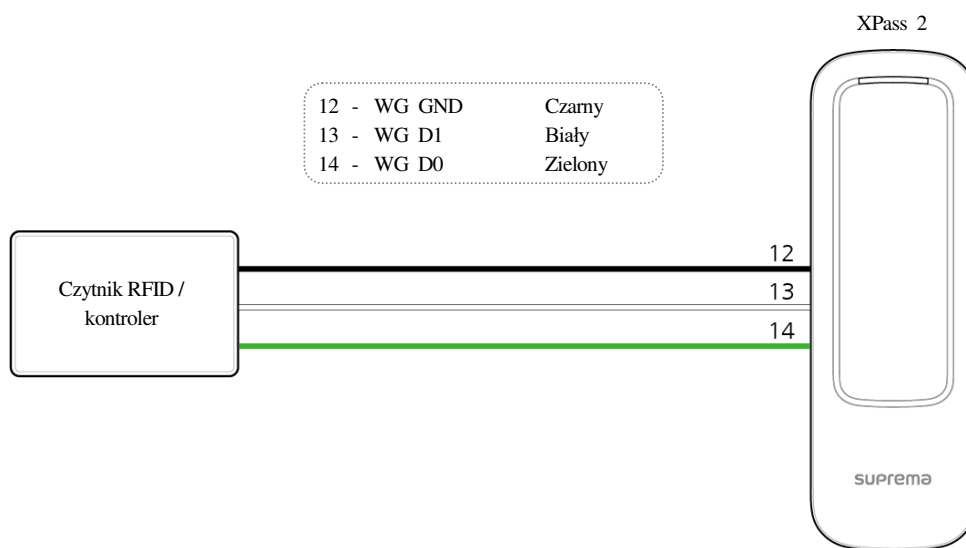 XPass 2
12 - WG GND Czarny
13 - WG D1 Biały
14 - WG D0 Zielony
12
Czytnik RFID /
kontroler
13
14
suprema